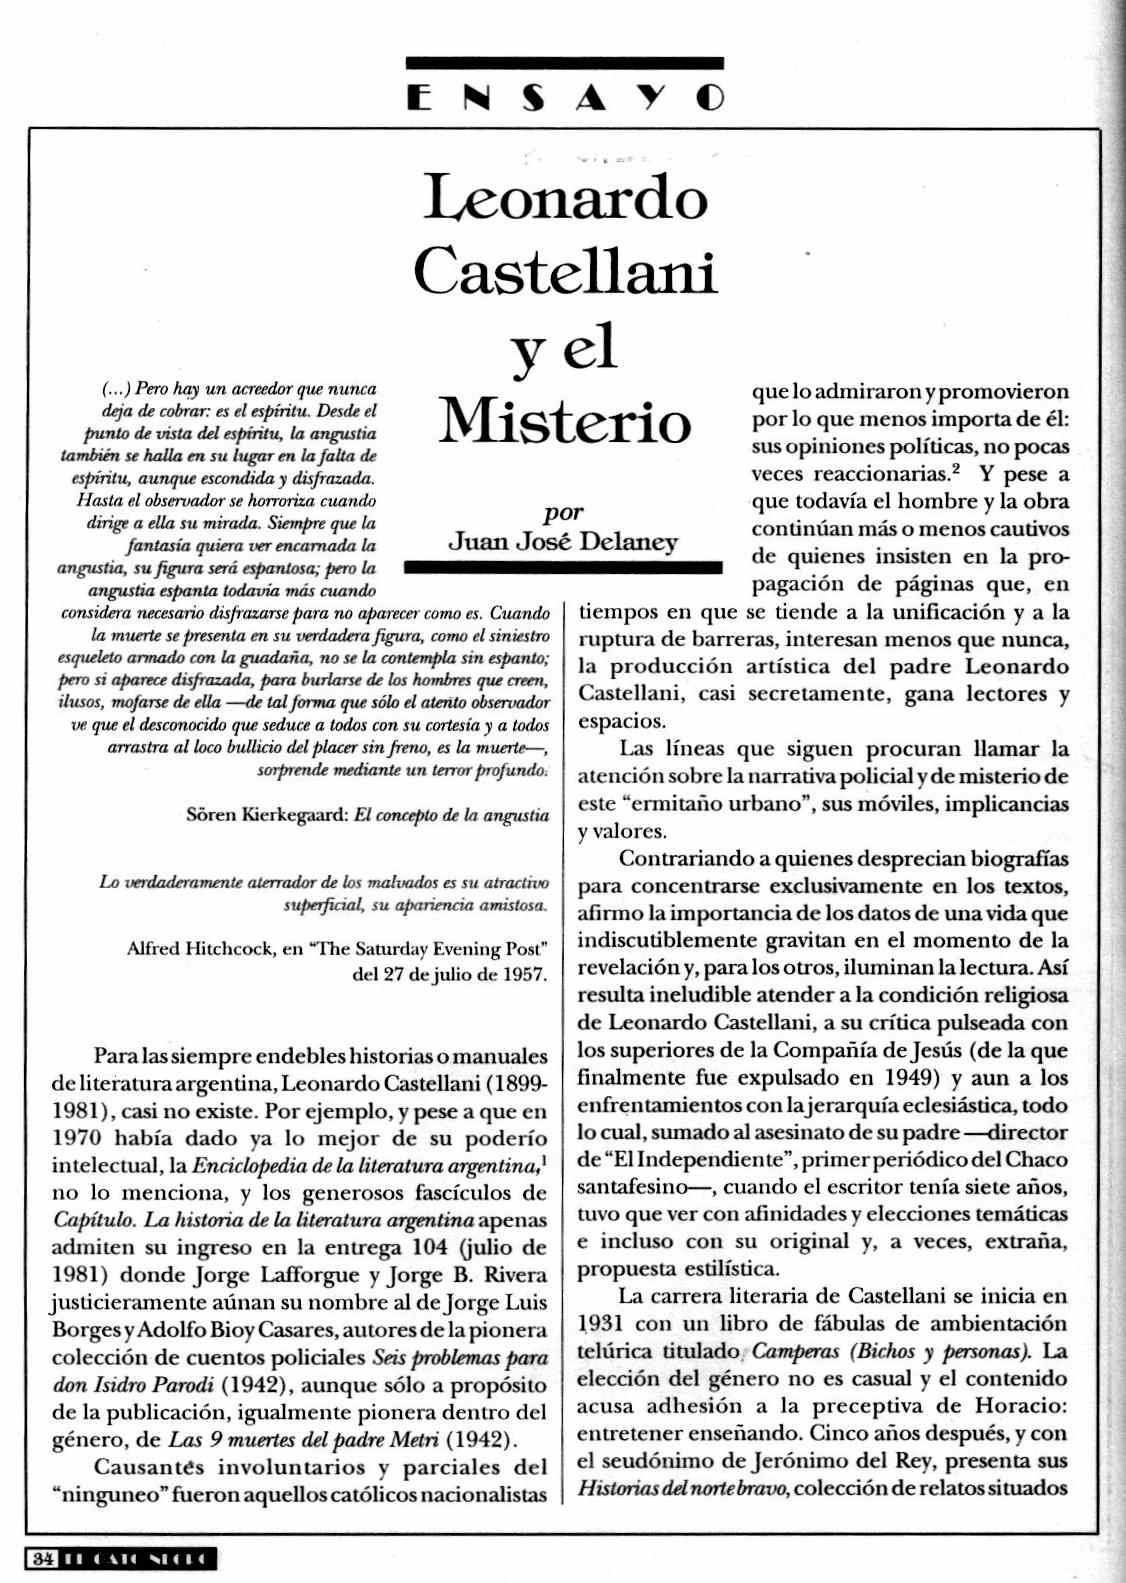 ENSAYO
Leonardo
Castellani
y el
Misterio
por
Juan José Delaney
(...) Pero hay un acreedor que nunca
deja de cobrar: es el espíritu. Desde el
punto de vista del espíritu, la angustia
también se halla en su lugar en la falta de
espíritu, aunque escondida y disfrazada.
Hasta el observador se horroriza cuando
dirige a ella su mirada. Siempre que la
fantasía quiera ver encarnada la
angustia, su figura será espantosa; pero la
angustia espanta todavía más cuando
considera necesario disfrazarse para no aparecer como es. Cuando
la muerte se presenta en su verdadera figura, como el siniestro
esqueleto armado con la guadaña, no se la contempla sin espanto;
pero si aparece disfrazada, para burlarse de los hombres que creen,
ilusos, mofarse de ella —de tal forma que sólo el atento observador
ve que el desconocido que seduce a todos con su cortesía y a todos
arrastra al loco bullicio del placer sin freno, es la muerte—,
sorprende mediante un terror profundo.
Sören Kierkegaard: El concepto de la angustia
Lo verdaderamente aterrador de los malvados es su atractivo
superficial, su apariencia amistosa.
Alfred Hitchcock, en “The Saturday Evening Post”
del 27 de julio de 1957.
Para las siempre endebles historias o manuales
de literatura argentina, Leonardo Castellani (1899-
1981), casi no existe. Por ejemplo, y pese a que en
1970 había dado ya lo mejor de su poderío
intelectual, la Enciclopedia de la literatura argentina,¹
no lo menciona, y los generosos fascículos de
Capítulo. La historia de la literatura argentina apenas
admiten su ingreso en la entrega 104 (julio de
1981) donde Jorge Lafforgue y Jorge B. Rivera
justicieramente aúnan su nombre al de Jorge Luis
Borges y Adolfo Bioy Casares, autores de la pionera
colección de cuentos policiales Seis problemas para
don Isidro Parodi (1942), aunque sólo a propósito
de la publicación, igualmente pionera dentro del
género, de Las 9 muertes del padre Metri (1942).
Causantes involuntarios y parciales del
“ninguneo” fueron aquellos católicos nacionalistas
que lo admiraron y promovieron
por lo que menos importa de él:
sus opiniones políticas, no pocas
veces reaccionarias.² Y pese a
que todavía el hombre y la obra
continúan más o menos cautivos
de quienes insisten en la pro-
pagación de páginas que, en
tiempos en que se tiende a la unificación y a la
ruptura de barreras, interesan menos que nunca,
la producción artística del padre Leonardo
Castellani, casi secretamente, gana lectores y
espacios.
Las líneas que siguen procuran llamar la
atención sobre la narrativa policial y de misterio de
este “ermitaño urbano”, sus móviles, implicancias
y valores.
Contrariando a quienes desprecian biografías
para concentrarse exclusivamente en los textos,
afirmo la importancia de los datos de una vida que
indiscutiblemente gravitan en el momento de la
revelación y, para los otros, iluminan la lectura. Así
resulta ineludible atender a la condición religiosa
de Leonardo Castellani, a su crítica pulseada con
los superiores de la Compañía de Jesús (de la que
finalmente fue expulsado en 1949) y aun a los
enfrentamientos con la jerarquía eclesiástica, todo
lo cual, sumado al asesinato de su padre —director
de “El Independiente”, primer periódico del Chaco
santafesino—, cuando el escritor tenía siete años,
tuvo que ver con afinidades y elecciones temáticas
e incluso con su original y, a veces, extraña,
propuesta estilística.
La carrera literaria de Castellani se inicia en
1931 con un libro de fábulas de ambientación
telúrica titulado Camperas (Bichos y personas). La
elección del género no es casual y el contenido
acusa adhesión a la preceptiva de Horacio:
entretener enseñando. Cinco años después, y con
el seudónimo de Jerónimo del Rey, presenta sus
Historias del norte bravo, colección de relatos situados
34 EL GATO NEGRO